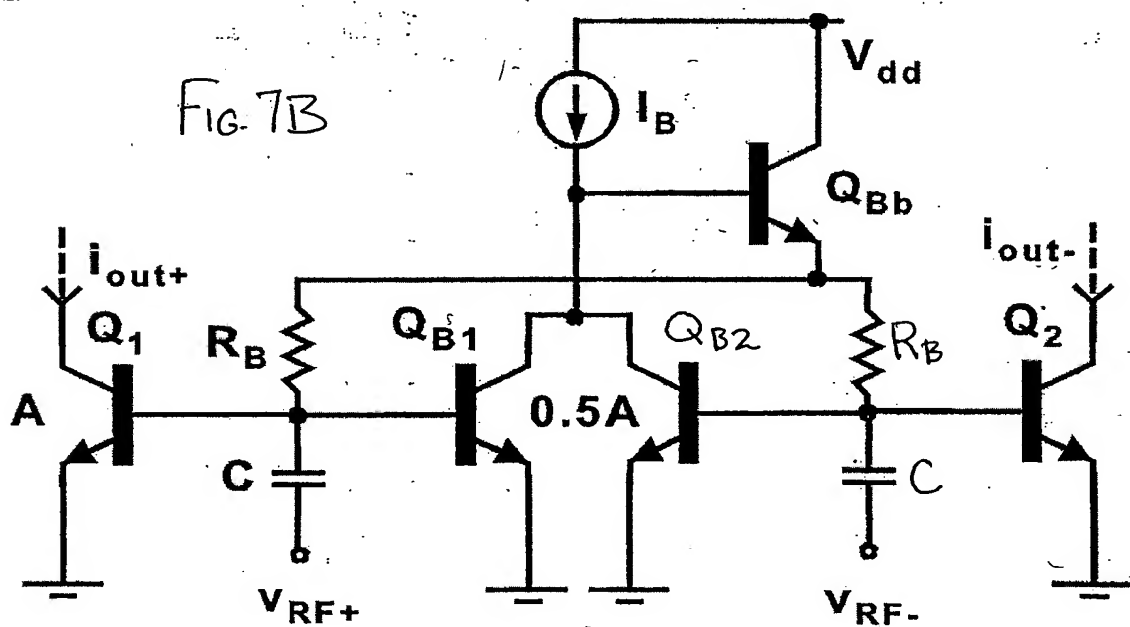 FIG. 7B
Vdd
IB
QBb
iout+
iout-
Q1
RB
QB1
QB2
RB
Q2
A
0.5A
C
C
vRF+
vRF-